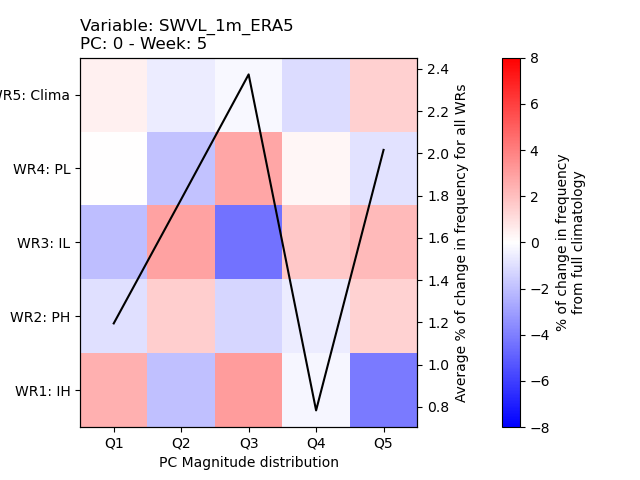 Variable: SWVL_1m_ERA5
PC: 0 - Week: 5
WR5: Clima
WR4: PL
WR3: IL
WR2: PH
WR1: IH
Q1 Q2 Q3 Q4 Q5
PC Magnitude distribution
2.4
2.2
2.0
1.8
1.6
1.4
1.2
1.0
0.8
Average % of change in frequency for all WRs
8
6
4
2
0
−2
−4
−6
−8
% of change in frequency
from full climatology